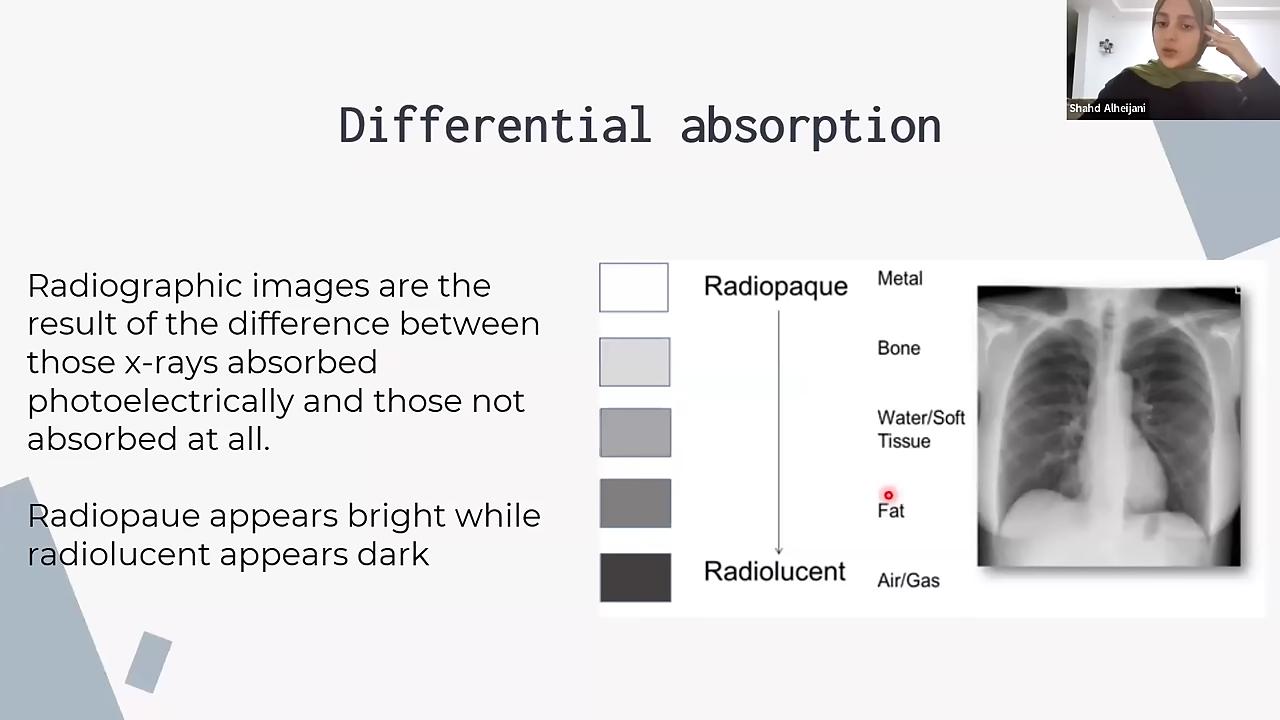 Shahd Alheijani
Differential absorption
Radiographic images are the
result of the difference between
those x-rays absorbed
photoelectrically and those not
absorbed at all.
Radiopaue appears bright while
radiolucent appears dark
Radiopaque
Radiolucent
Metal
Bone
Water/Soft
Tissue
Fat
Air/Gas